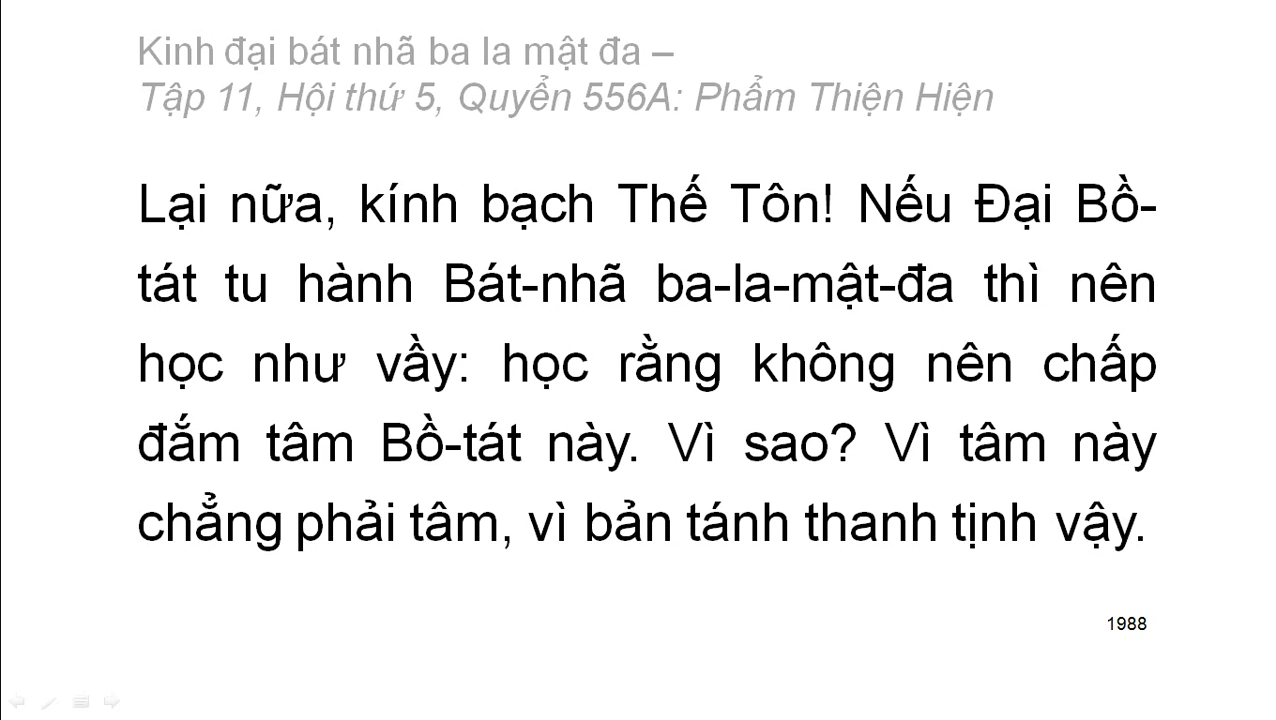 Kinh đại bát nhã ba la mật đa –
Tập 11, Hội thứ 5, Quyển 556A: Phẩm Thiện Hiện
Lại nữa, kính bạch Thế Tôn! Nếu Đại Bồ-
tát tu hành Bát-nhã ba-la-mật-đa thì nên
học như vầy: học rằng không nên chấp
đắm tâm Bồ-tát này. Vì sao? Vì tâm này
chẳng phải tâm, vì bản tánh thanh tịnh vậy.
1988